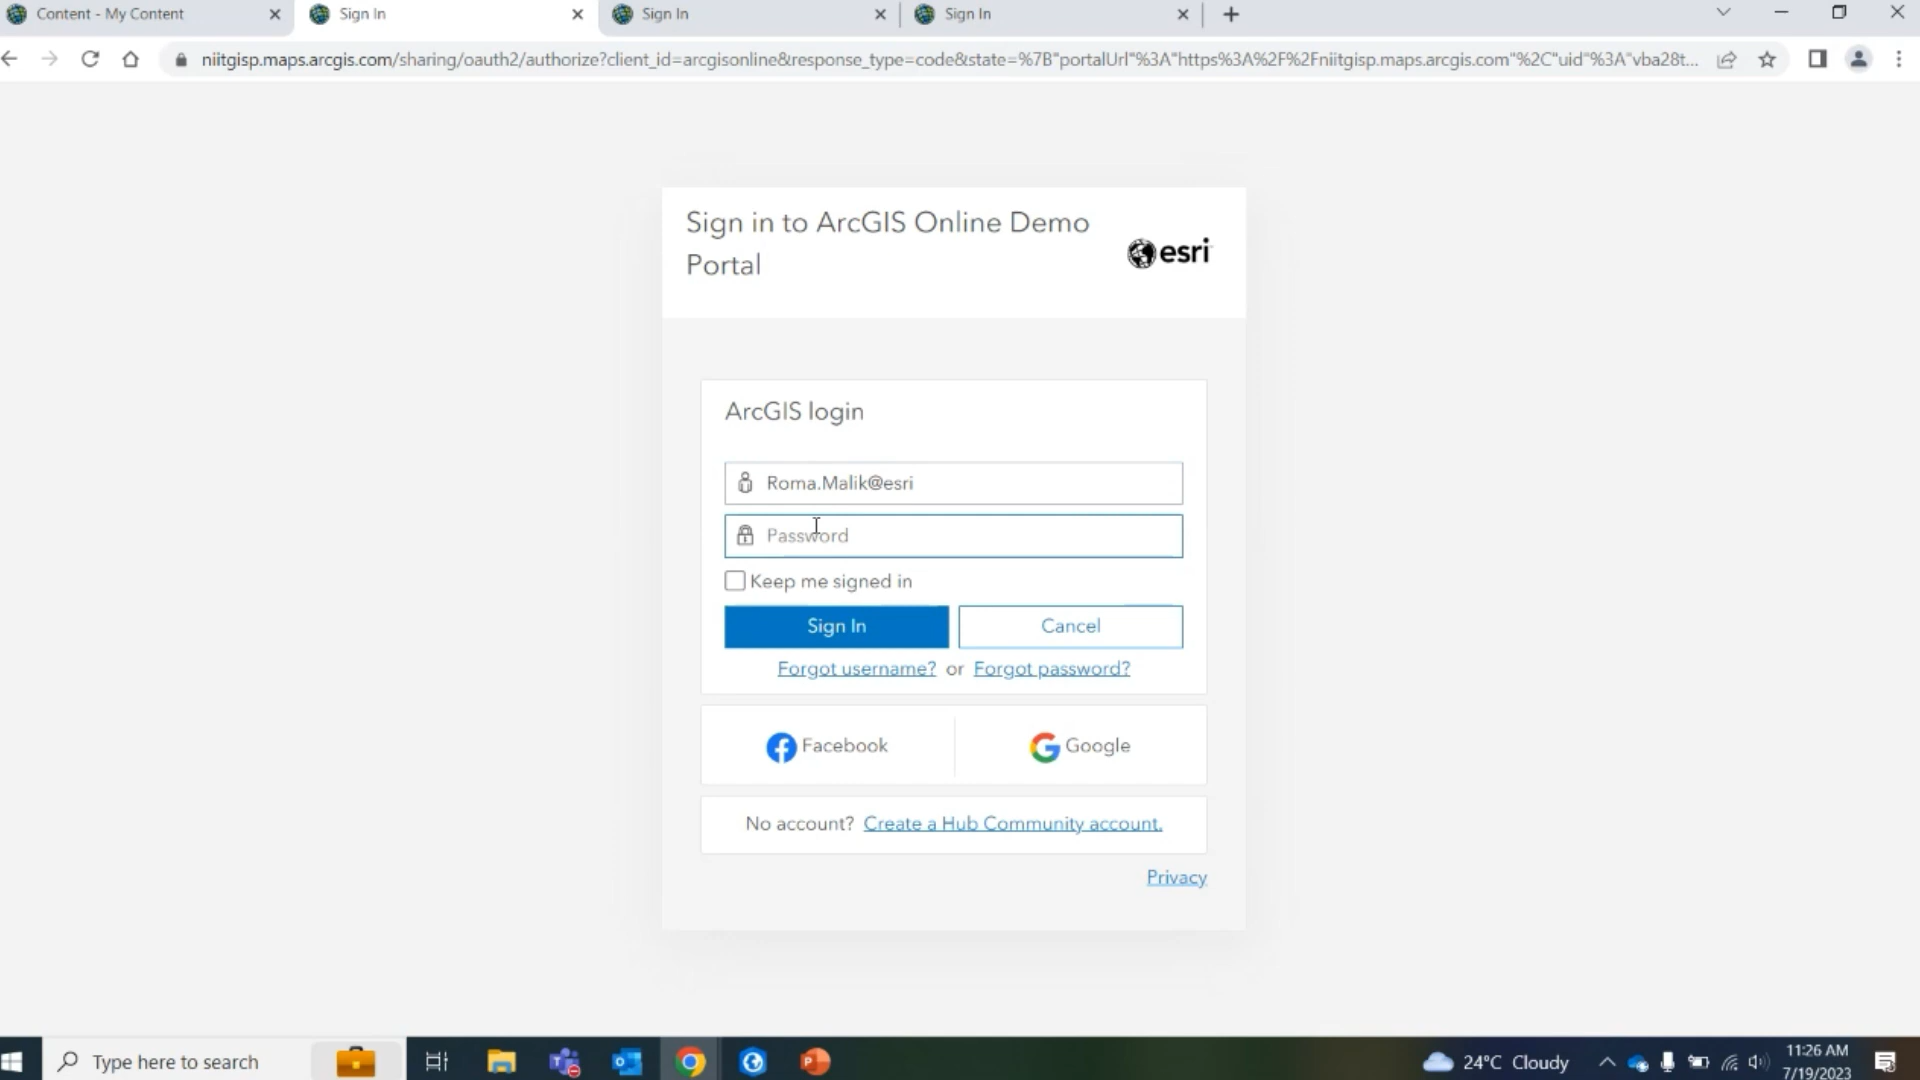 Content - My Content
Sign In
Sign In
Sign In
niitgisp.maps.arcgis.com/sharing/oauth2/authorize?client_id=arcgisonline&response_type=code&state=%7B"portalUrl"%3A"https%3A%2F%2Fniitgisp.maps.arcgis.com"%2C"uid"%3A"vba28t...
Sign in to ArcGIS Online Demo
Portal
esri
ArcGIS login
Roma.Malik@esri
Password
Keep me signed in
Sign In
Cancel
Forgot username? or Forgot password?
Facebook
Google
No account? Create a Hub Community account.
Privacy
Type here to search
24°C Cloudy
11:26 AM
7/19/2023